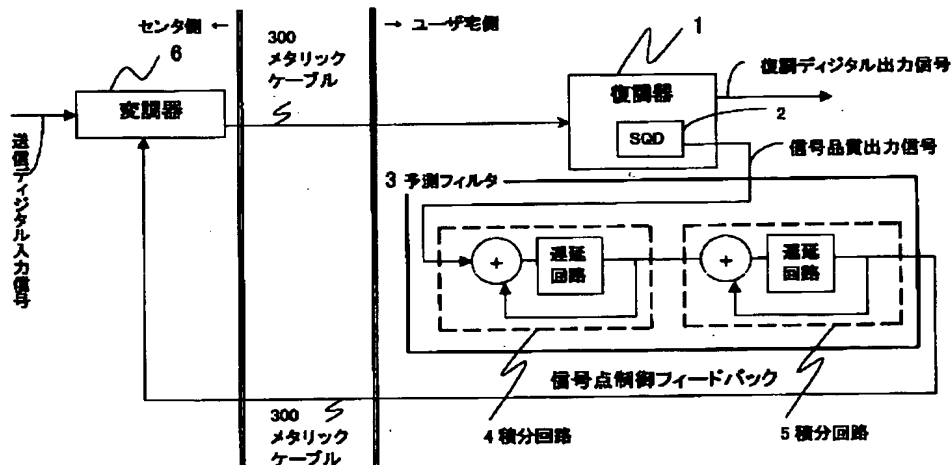 センタ側 ←
→ ユーザ宅側
300
メタリック
ケーブル
6
変調器
送信ディジタル入力信号
1
復調器
SQD
2
復調ディジタル出力信号
信号品質出力信号
3 予測フィルタ
+
遅延
回路
+
遅延
回路
信号点制御フィードバック
300
メタリック
ケーブル
4 積分回路
5 積分回路